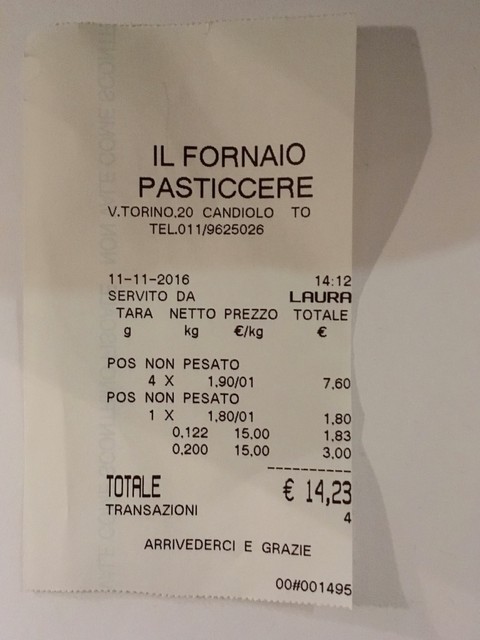 IL FORNAIO
PASTICCERE
V.TORINO.20 CANDIOLO TO
TEL.011/9625026
11-11-2016 14:12
SERVITO DA LAURA
TARA NETTO PREZZO TOTALE
g kg €/kg €
POS NON PESATO
4 X 1,90/01 7,60
POS NON PESATO
1 X 1,80/01 1,80
0,122 15,00 1,83
0,200 15,00 3,00
-----------
TOTALE € 14,23
TRANSAZIONI 4
ARRIVEDERCI E GRAZIE
00#001495